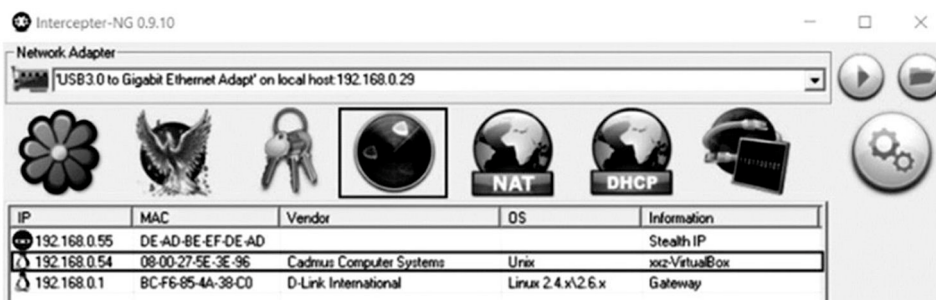 Intercepter-NG 0.9.10
Network Adapter
'USB3.0 to Gigabit Ethernet Adapt' on local host:192.168.0.29
NAT DHCP
IP MAC Vendor OS Information
192.168.0.55 DE-AD-BE-EF-DE-AD Stealth IP
192.168.0.54 08-00-27-5E-3E-96 Cadmus Computer Systems Unix xxz-VirtualBox
192.168.0.1 BC-F6-85-4A-38-C0 D-Link International Linux 2.4.x\2.6.x Gateway